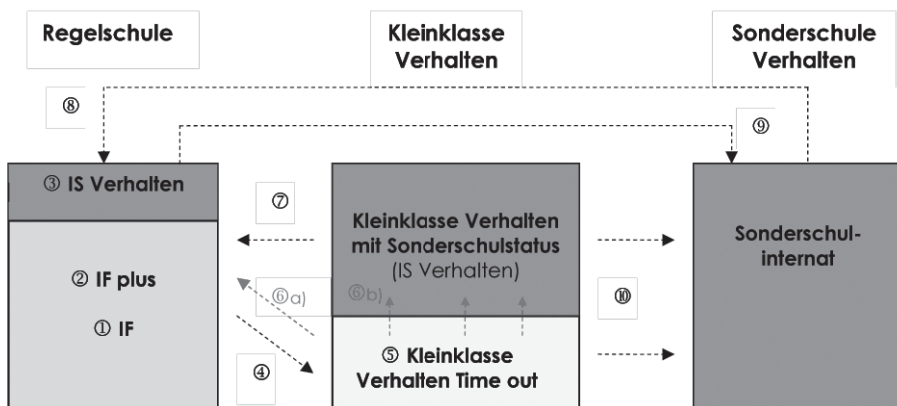 Regelschule
Kleinklasse
Verhalten
Sonderschule
Verhalten
⑧
⑨
③ IS Verhalten
⑦
Kleinklasse Verhalten
mit Sonderschulstatus
(IS Verhalten)
Sonderschul-
internat
② IF plus
⑥a)
⑥b)
⑩
① IF
④
⑤ Kleinklasse
Verhalten Time out